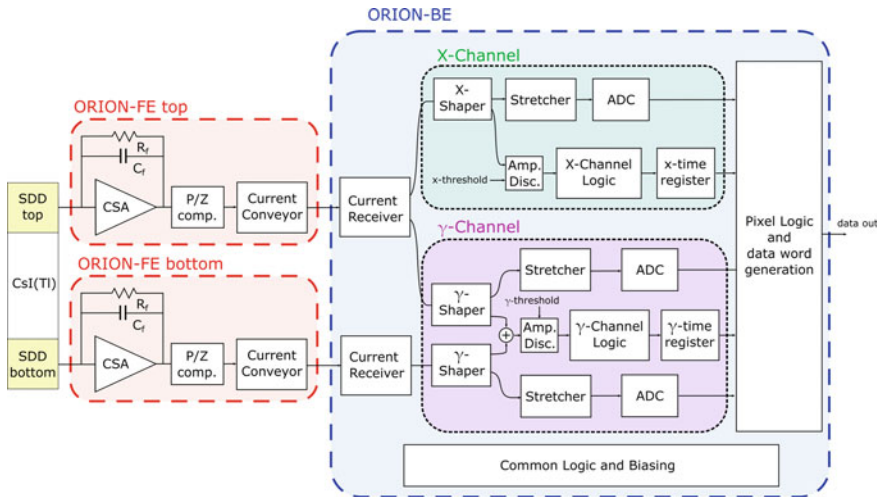 ORION-BE
X-Channel
ORION-FE top
R_f
C_f
SDD
top
CSA
P/Z
comp.
Current
Conveyor
Current
Receiver
X-
Shaper
Stretcher
ADC
x-threshold
Amp.
Disc.
X-Channel
Logic
x-time
register
Pixel Logic
and
data word
generation
data out
CsI(Tl)
ORION-FE bottom
R_f
C_f
SDD
bottom
CSA
P/Z
comp.
Current
Conveyor
Current
Receiver
γ-Channel
γ-
Shaper
Stretcher
ADC
γ-threshold
+
Amp.
Disc.
γ-Channel
Logic
γ-time
register
γ-
Shaper
Stretcher
ADC
Common Logic and Biasing